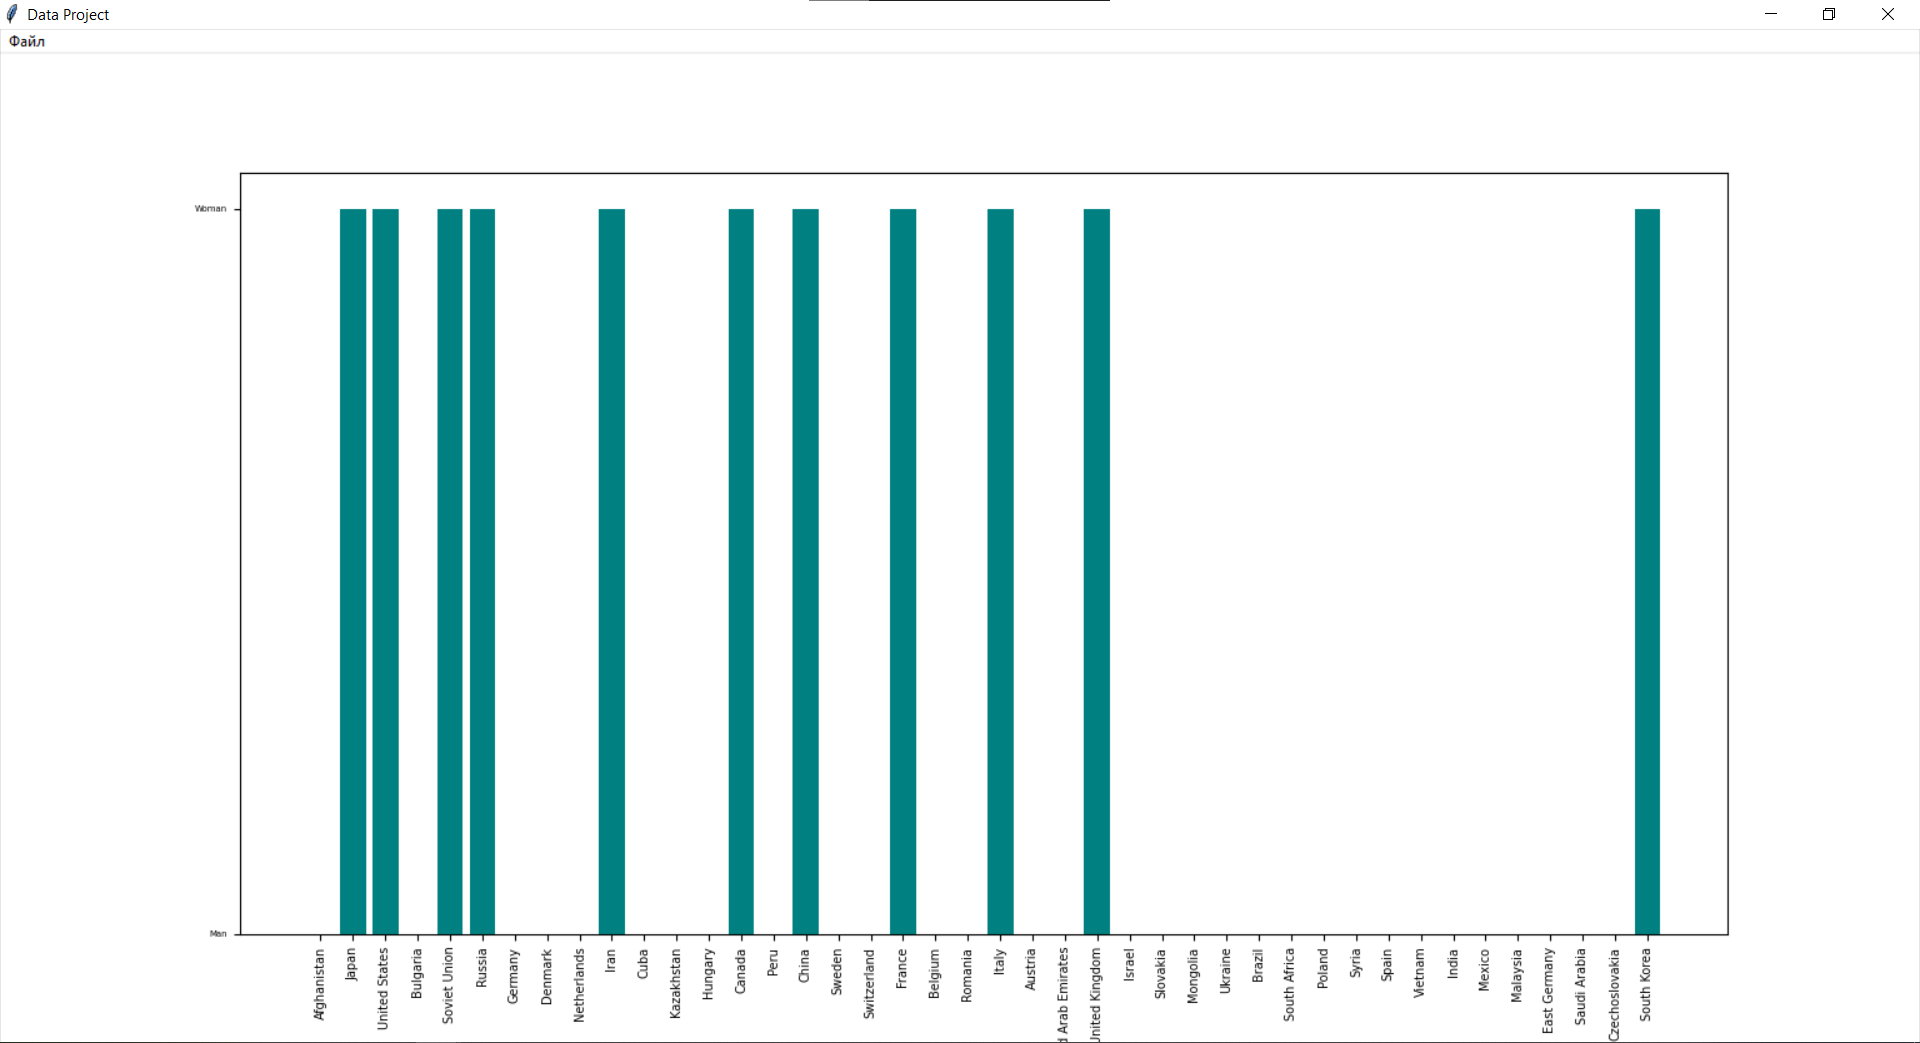 Data Project
Файл
Woman
Man
Afghanistan
Japan
United States
Bulgaria
Soviet Union
Russia
Germany
Denmark
Netherlands
Iran
Cuba
Kazakhstan
Hungary
Canada
Peru
China
Sweden
Switzerland
France
Belgium
Romania
Italy
Austria
d Arab Emirates
United Kingdom
Israel
Slovakia
Mongolia
Ukraine
Brazil
South Africa
Poland
Syria
Spain
Vietnam
India
Mexico
Malaysia
East Germany
Saudi Arabia
Czechoslovakia
South Korea